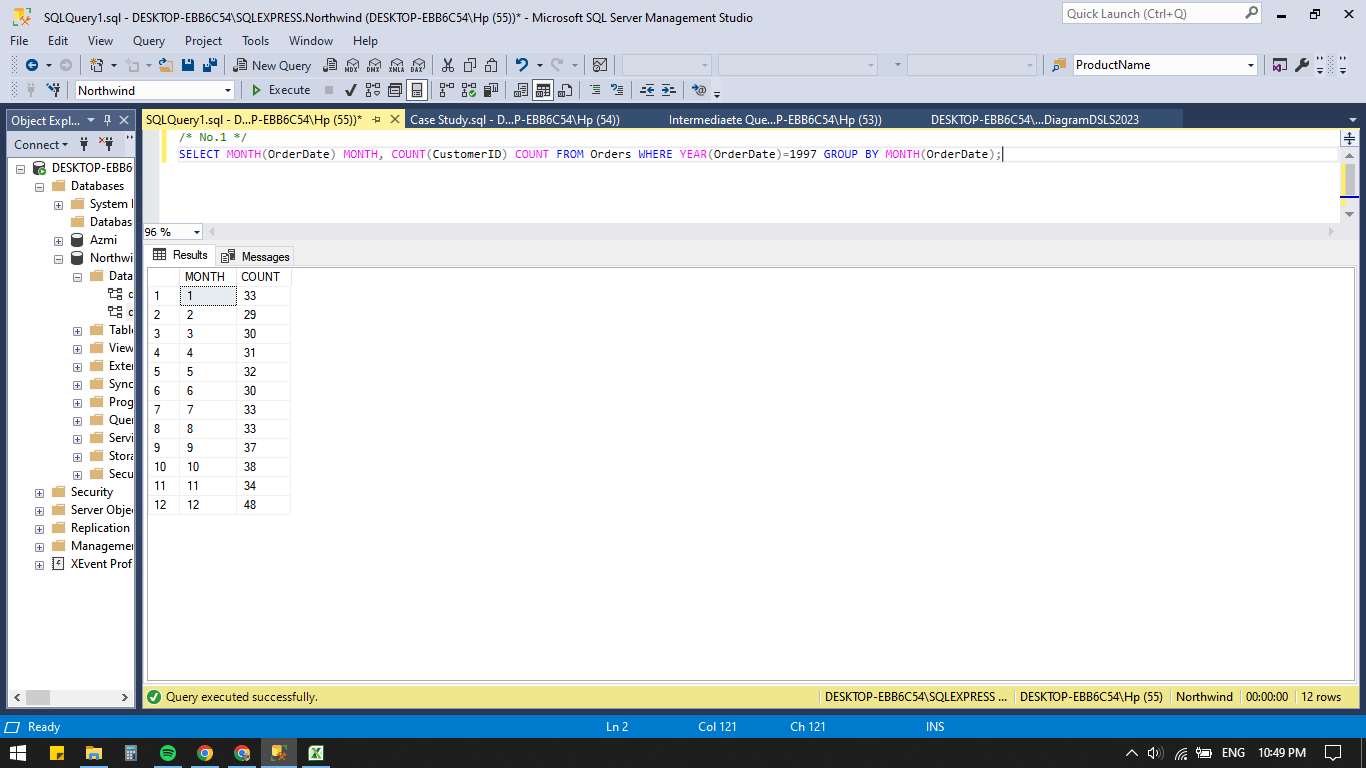 SQLQuery1.sql - DESKTOP-EBB6C54\SQLEXPRESS.Northwind (DESKTOP-EBB6C54\Hp (55))* - Microsoft SQL Server Management Studio
Quick Launch (Ctrl+Q)
File Edit View Query Project Tools Window Help
New Query MDX DMX XMLA DAX ProductName
Northwind Execute
Object Expl...
SQLQuery1.sql - D...P-EBB6C54\Hp (55))* Case Study.sql - D...P-EBB6C54\Hp (54)) Intermediaete Que...P-EBB6C54\Hp (53)) DESKTOP-EBB6C54\...DiagramDSLS2023
Connect
DESKTOP-EBB6
Databases
System
Databas
Azmi
Northwi
Data
Tabl
View
Exter
Sync
Prog
Quer
Servi
Stora
Secu
Security
Server Obje
Replication
Managemen
XEvent Prof
/* No.1 */
SELECT MONTH(OrderDate) MONTH, COUNT(CustomerID) COUNT FROM Orders WHERE YEAR(OrderDate)=1997 GROUP BY MONTH(OrderDate);
96 %
Results Messages
MONTH COUNT
1 1 33
2 2 29
3 3 30
4 4 31
5 5 32
6 6 30
7 7 33
8 8 33
9 9 37
10 10 38
11 11 34
12 12 48
Query executed successfully. DESKTOP-EBB6C54\SQLEXPRESS ... DESKTOP-EBB6C54\Hp (55) Northwind 00:00:00 12 rows
Ready Ln 2 Col 121 Ch 121 INS
ENG 10:49 PM